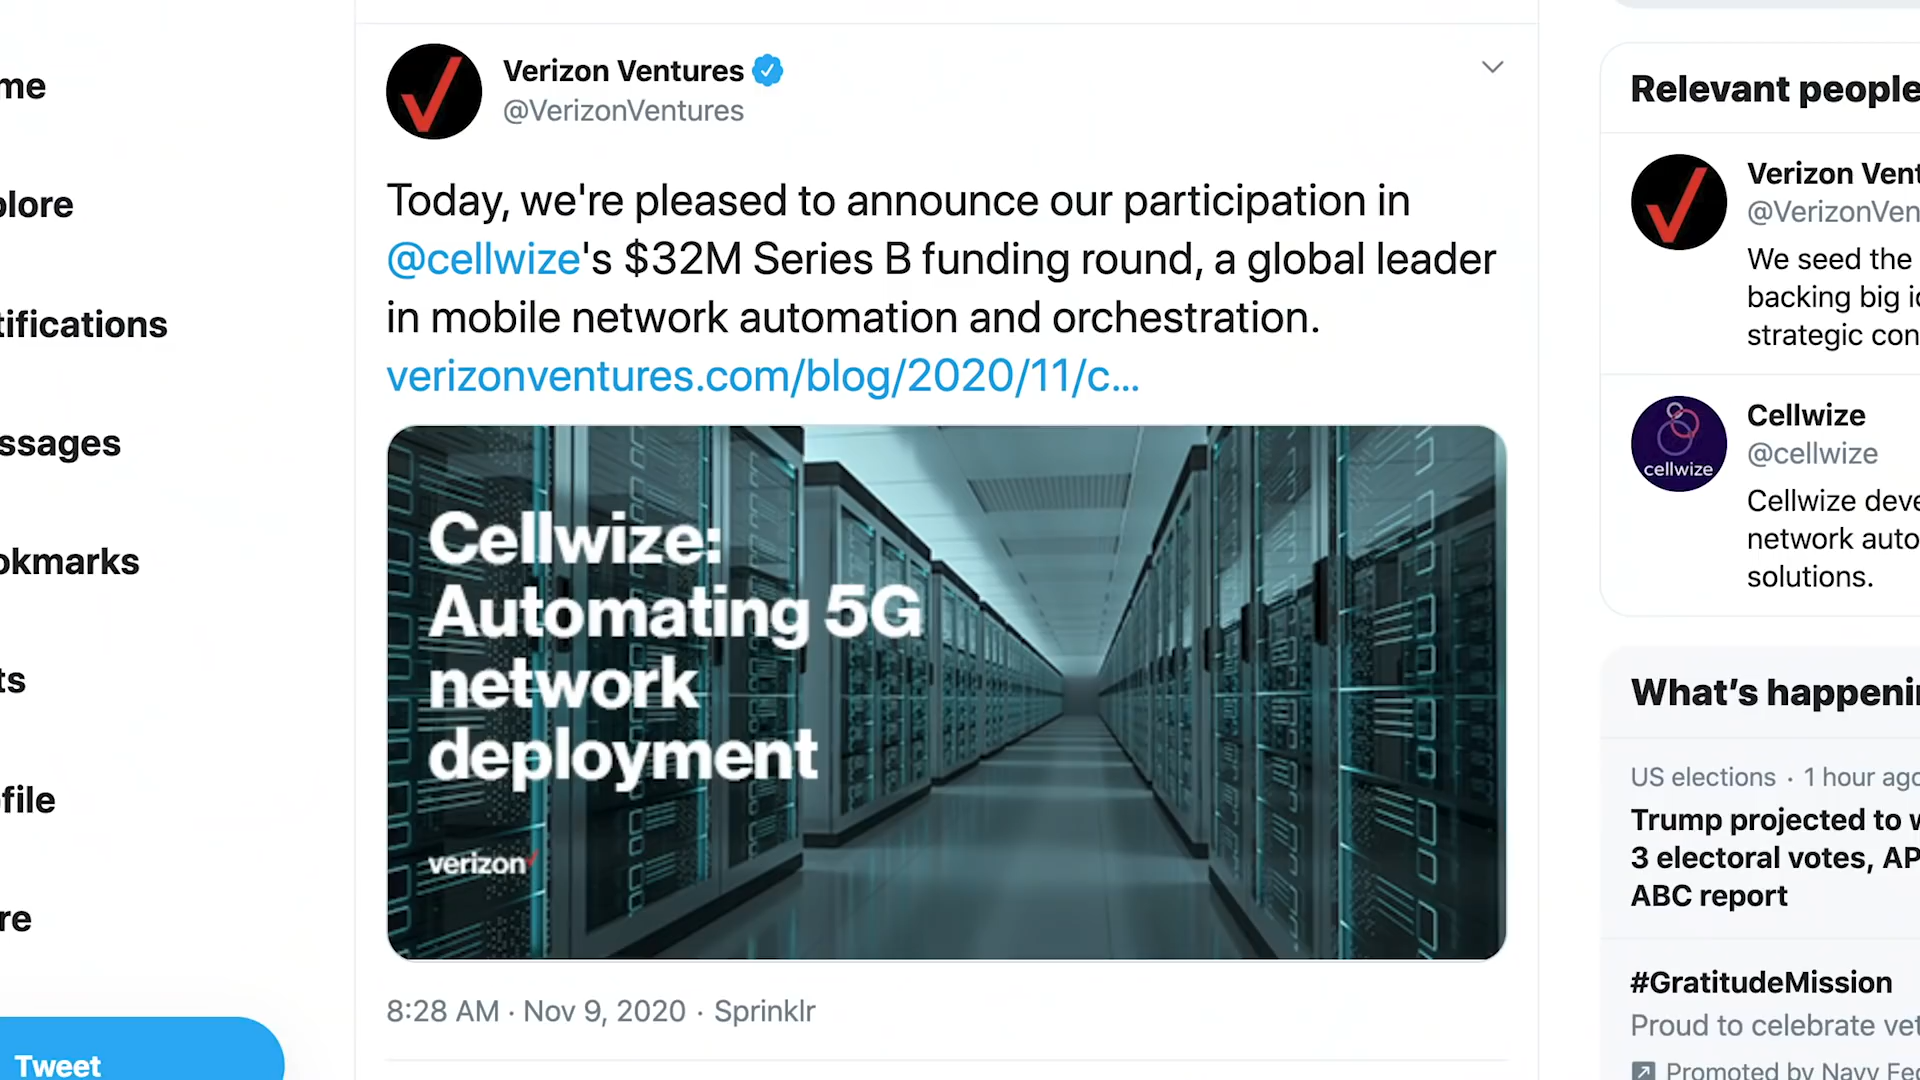 me
plore
tifications
ssages
okmarks
ts
file
re
Tweet
Verizon Ventures
@VerizonVentures
Today, we're pleased to announce our participation in
@cellwize's $32M Series B funding round, a global leader
in mobile network automation and orchestration.
verizonventures.com/blog/2020/11/c...
Cellwize:
Automating 5G
network
deployment
verizon
8:28 AM · Nov 9, 2020 · Sprinklr
Relevant people
Verizon Vent
@VerizonVen
We seed the
backing big i
strategic con
cellwize
Cellwize
@cellwize
Cellwize deve
network auto
solutions.
What's happeni
US elections · 1 hour ago
Trump projected to w
3 electoral votes, AP
ABC report
#GratitudeMission
Proud to celebrate vet
Promoted by Navy Fed